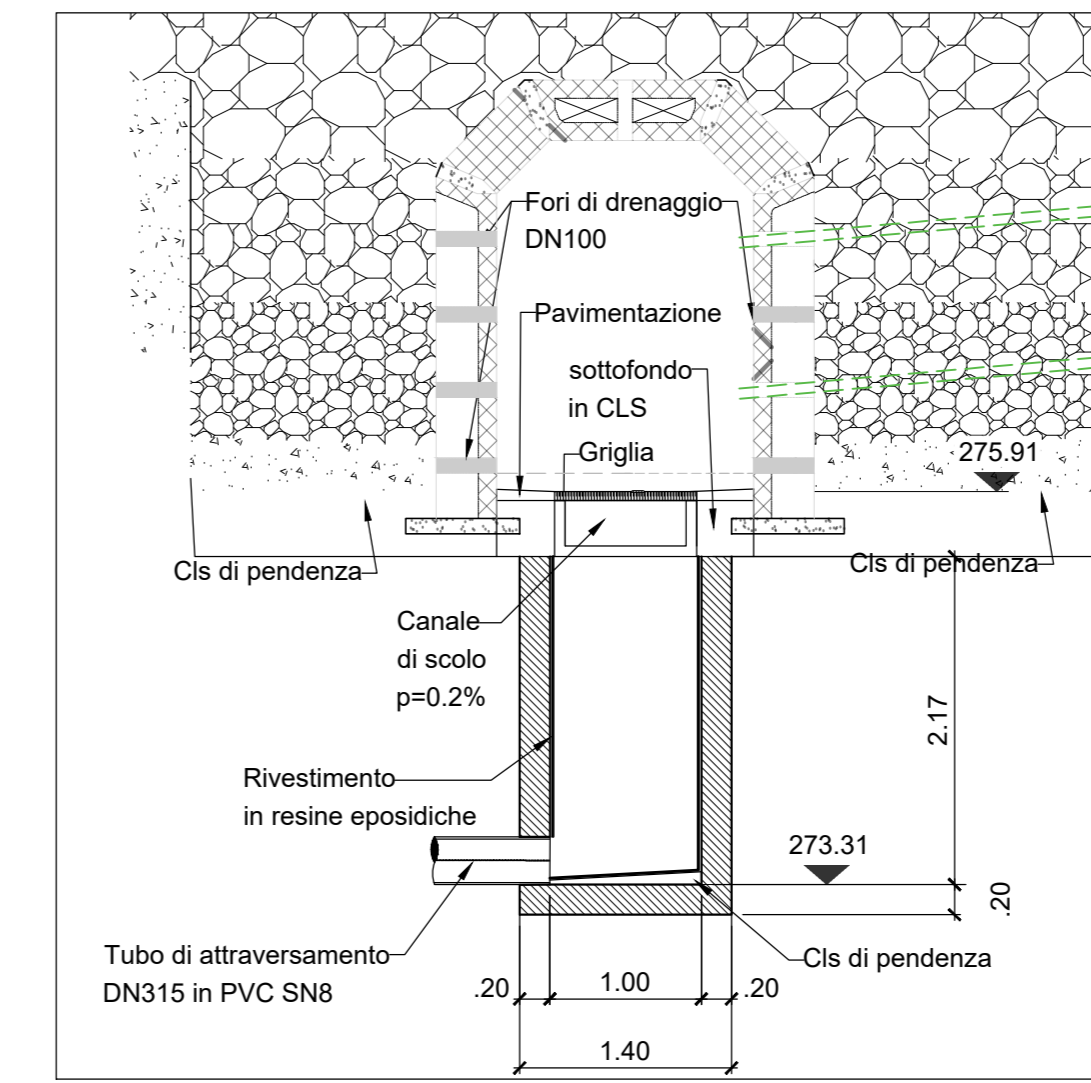 Fori di drenaggio
DN100
Pavimentazione
sottofondo
in CLS
Griglia
275.91
Cls di pendenza
Cls di pendenza
Canale
di scolo
p=0.2%
2.17
Rivestimento
in resine eposidiche
273.31
.20
Tubo di attraversamento
DN315 in PVC SN8
Cls di pendenza
.20
1.00
.20
1.40